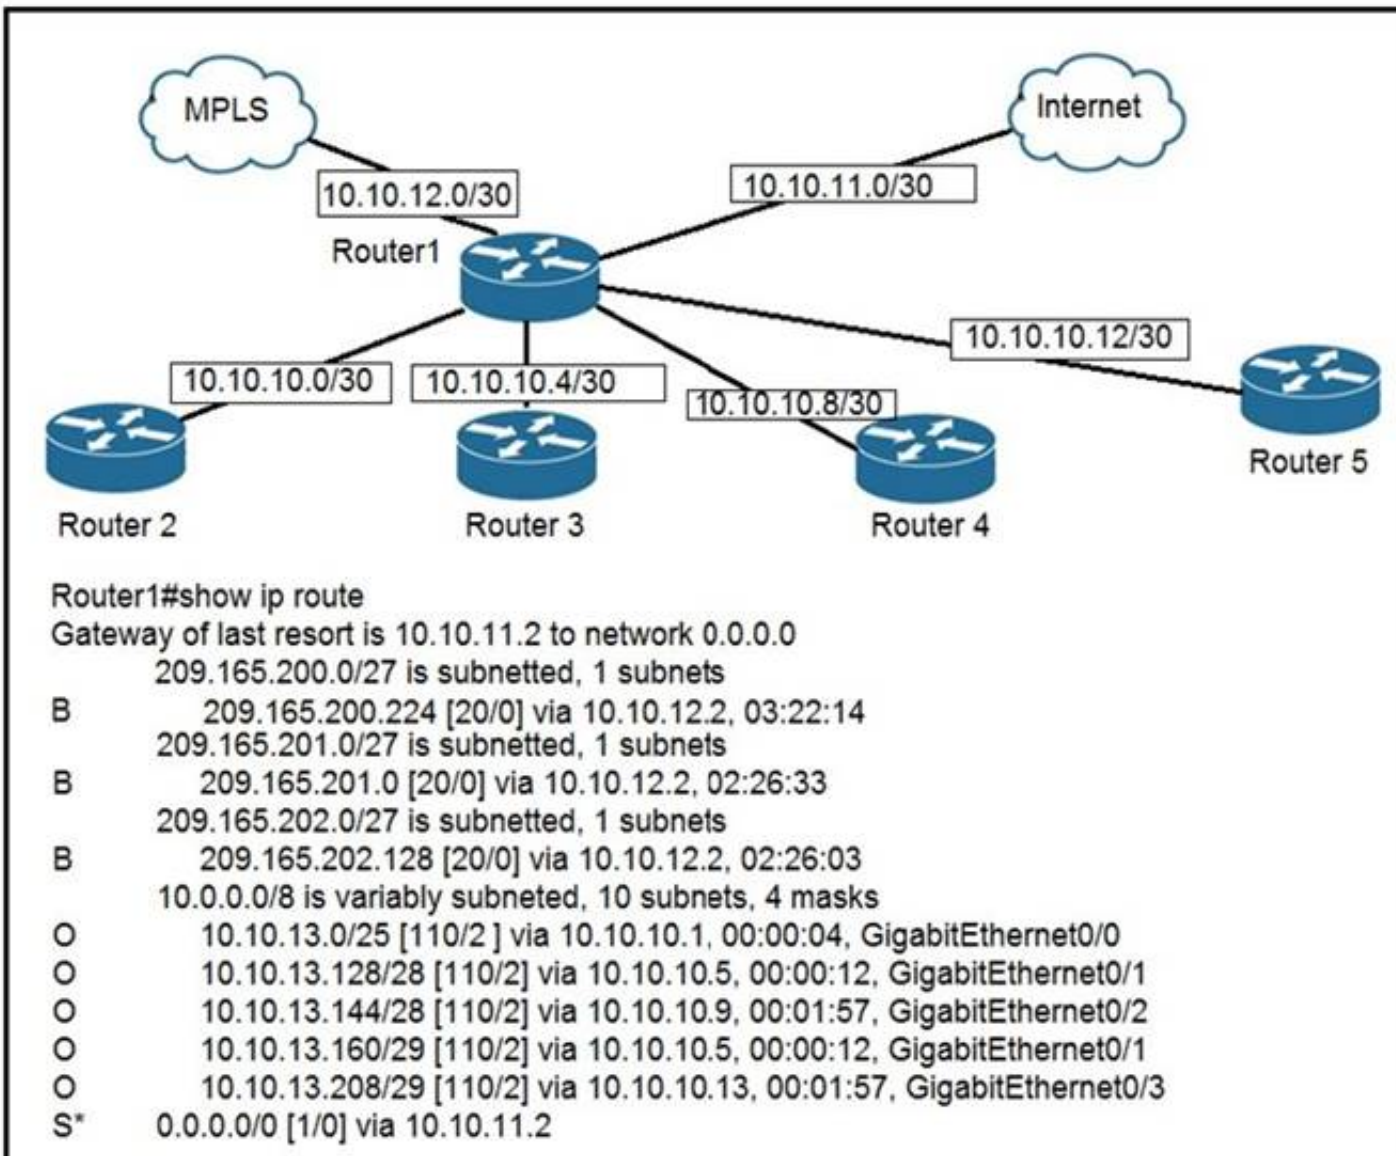 MPLS
Internet
10.10.12.0/30
10.10.11.0/30
Router1
10.10.10.12/30
10.10.10.0/30
10.10.10.4/30
10.10.10.8/30
Router 5
Router 2
Router 3
Router 4
Router1#show ip route
Gateway of last resort is 10.10.11.2 to network 0.0.0.0
209.165.200.0/27 is subnetted, 1 subnets
B 209.165.200.224 [20/0] via 10.10.12.2, 03:22:14
209.165.201.0/27 is subnetted, 1 subnets
B 209.165.201.0 [20/0] via 10.10.12.2, 02:26:33
209.165.202.0/27 is subnetted, 1 subnets
B 209.165.202.128 [20/0] via 10.10.12.2, 02:26:03
10.0.0.0/8 is variably subneted, 10 subnets, 4 masks
O 10.10.13.0/25 [110/2 ] via 10.10.10.1, 00:00:04, GigabitEthernet0/0
O 10.10.13.128/28 [110/2] via 10.10.10.5, 00:00:12, GigabitEthernet0/1
O 10.10.13.144/28 [110/2] via 10.10.10.9, 00:01:57, GigabitEthernet0/2
O 10.10.13.160/29 [110/2] via 10.10.10.5, 00:00:12, GigabitEthernet0/1
O 10.10.13.208/29 [110/2] via 10.10.10.13, 00:01:57, GigabitEthernet0/3
S* 0.0.0.0/0 [1/0] via 10.10.11.2